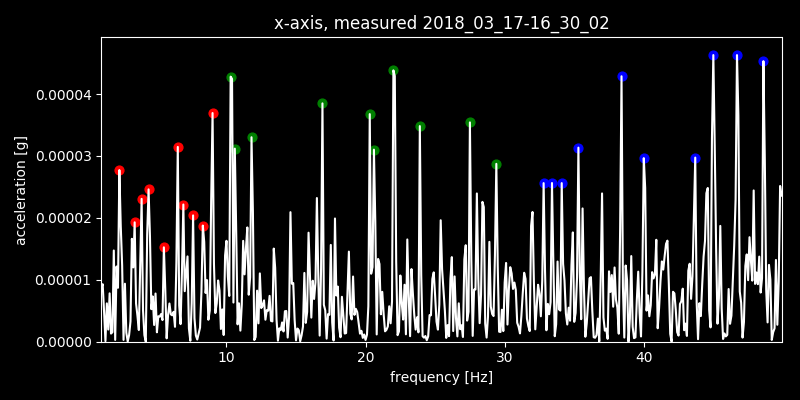 x-axis, measured 2018_03_17-16_30_02
acceleration [g]
0.00004
0.00003
0.00002
0.00001
0.00000
10 20 30 40
frequency [Hz]